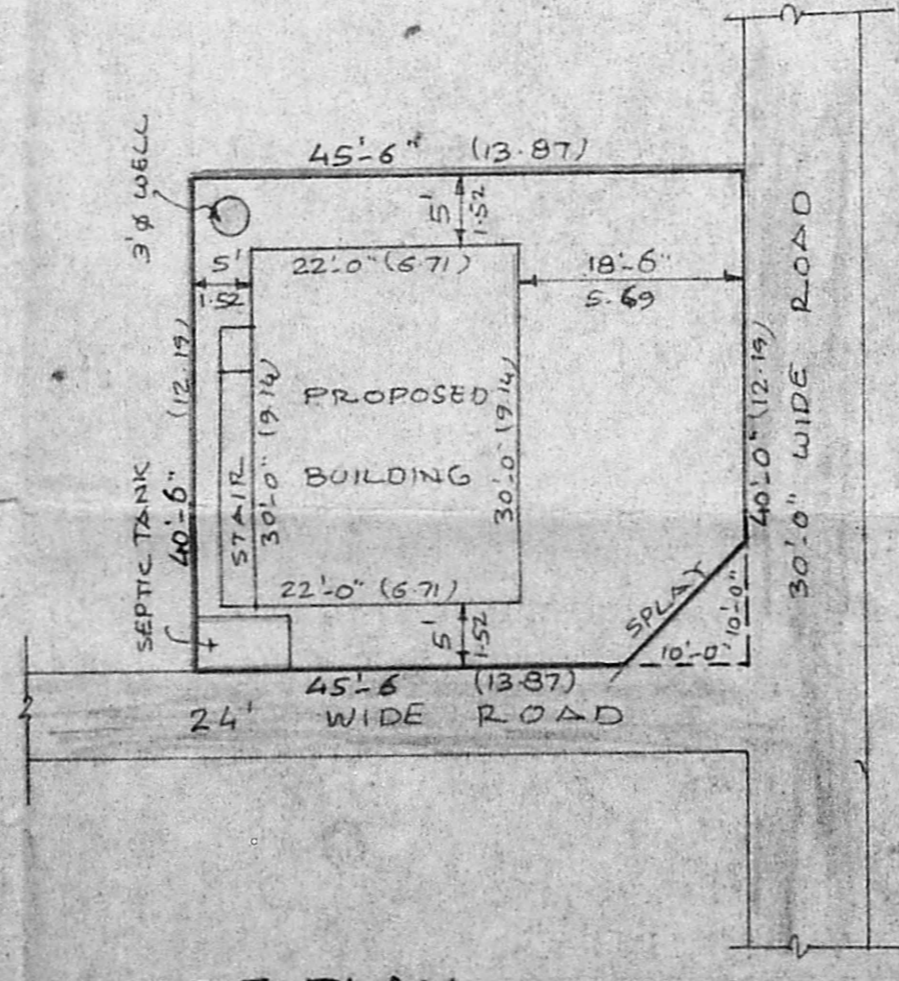 45'-6" (13.87)
3'ø WELL
5'
1.52
5'
1.52
22'-0" (6.71)
18'-6"
5.69
40'-6" (12.19)
PROPOSED
BUILDING
STAIR
30'-0" (9.14)
30'-0" (9.14)
40'-0" (12.19)
30'-0" WIDE ROAD
SEPTIC TANK
22'-0" (6.71)
5'
1.52
SPLAY
10'-0"
10'-0"
45'-6 (13.87)
24' WIDE ROAD